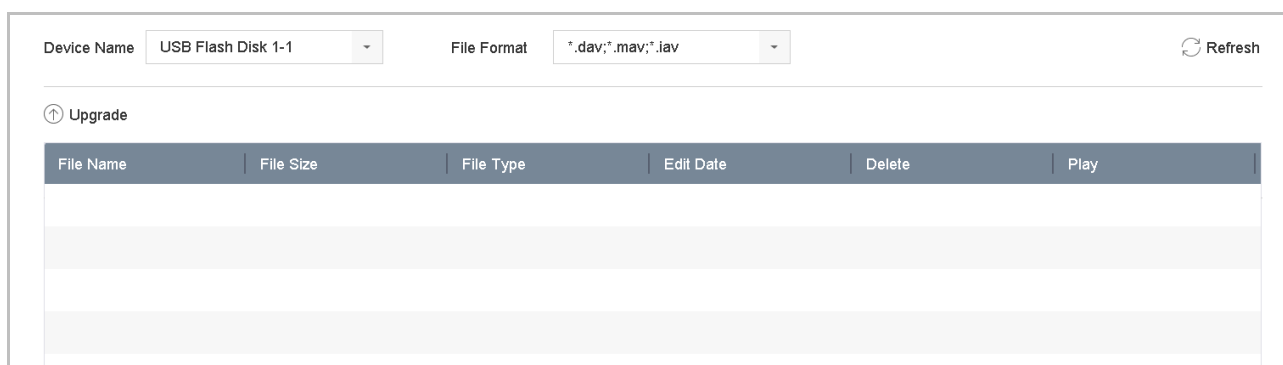 Device Name USB Flash Disk 1-1 File Format *.dav;*.mav;*.iav Refresh
Upgrade
File Name File Size File Type Edit Date Delete Play